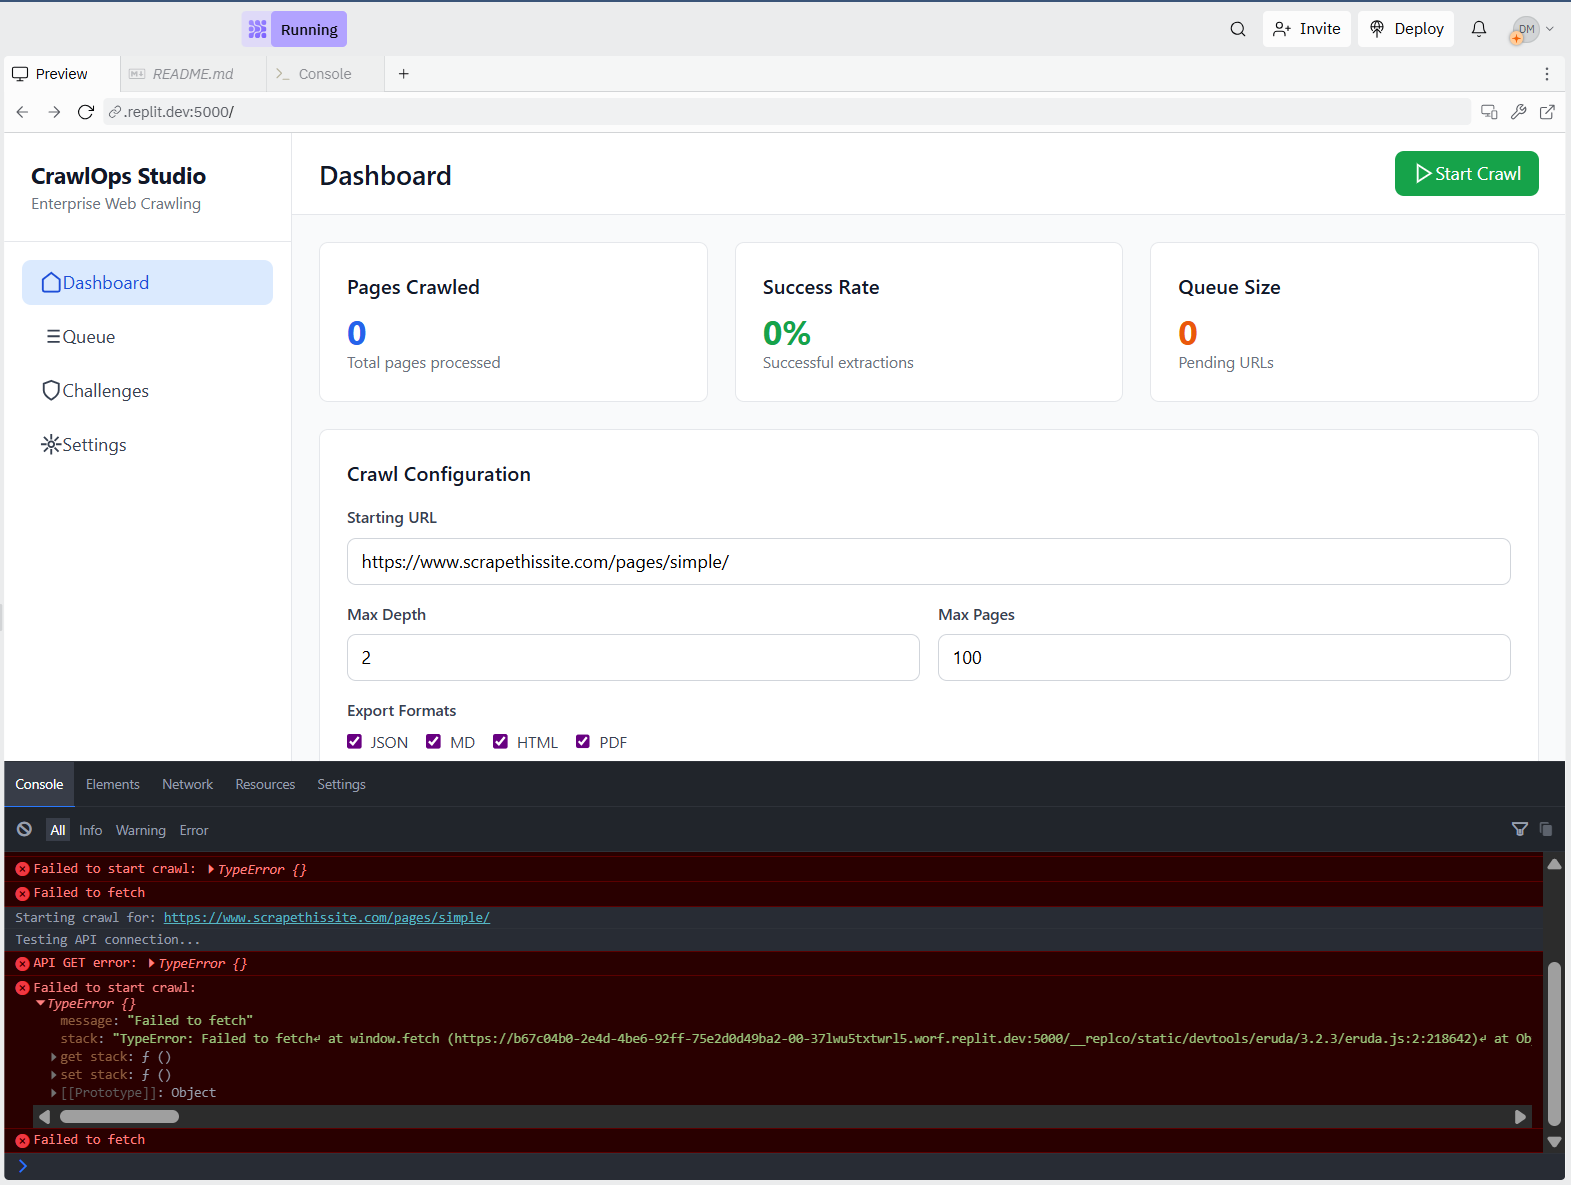 Running
Invite
Deploy
DM
Preview
README.md
Console
.replit.dev:5000/
CrawlOps Studio
Enterprise Web Crawling
Dashboard
Queue
Challenges
Settings
Dashboard
Start Crawl
Pages Crawled
0
Total pages processed
Success Rate
0%
Successful extractions
Queue Size
0
Pending URLs
Crawl Configuration
Starting URL
https://www.scrapethissite.com/pages/simple/
Max Depth
Max Pages
2
100
Export Formats
JSON MD HTML PDF
Console Elements Network Resources Settings
All Info Warning Error
Failed to start crawl: TypeError {}
Failed to fetch
Starting crawl for: https://www.scrapethissite.com/pages/simple/
Testing API connection...
API GET error: TypeError {}
Failed to start crawl:
TypeError {}
message: "Failed to fetch"
stack: "TypeError: Failed to fetch↵ at window.fetch (https://b67c04b0-2e4d-4be6-92ff-75e2d0d49ba2-00-37lwu5txtwrl5.worf.replit.dev:5000/__replco/static/devtools/eruda/3.2.3/eruda.js:2:218642)↵ at Ob
get stack: ƒ ()
set stack: ƒ ()
[[Prototype]]: Object
Failed to fetch